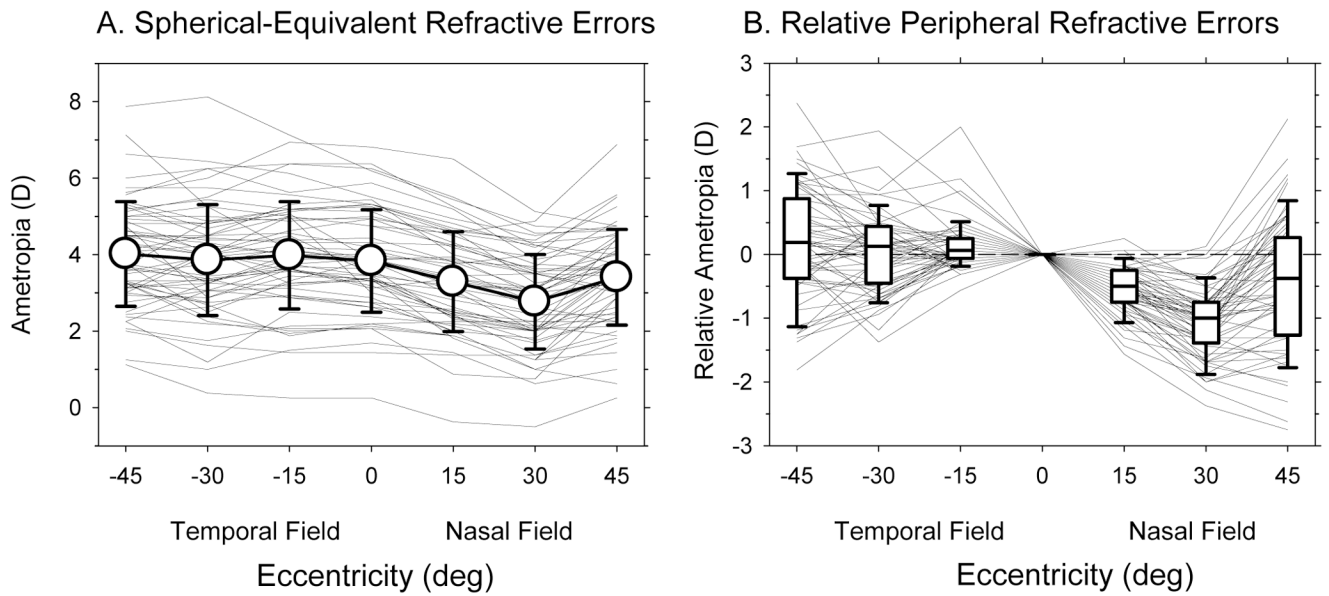 A. Spherical-Equivalent Refractive Errors
Ametropia (D)
8
6
4
2
0
-45 -30 -15 0 15 30 45
Temporal Field Nasal Field
Eccentricity (deg)
B. Relative Peripheral Refractive Errors
Relative Ametropia (D)
3
2
1
0
-1
-2
-3
-45 -30 -15 0 15 30 45
Temporal Field Nasal Field
Eccentricity (deg)